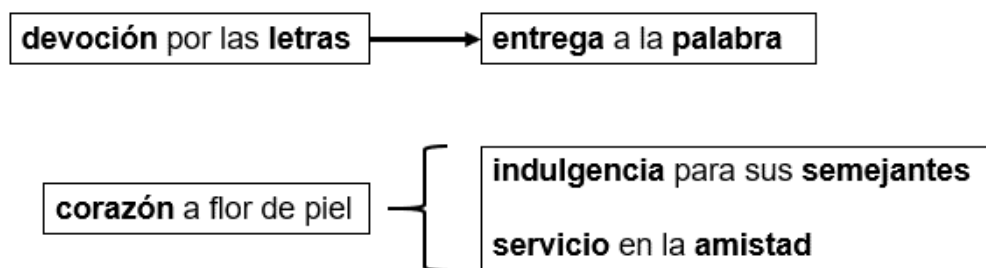 devoción por las letras
entrega a la palabra
corazón a flor de piel
indulgencia para sus semejantes
servicio en la amistad